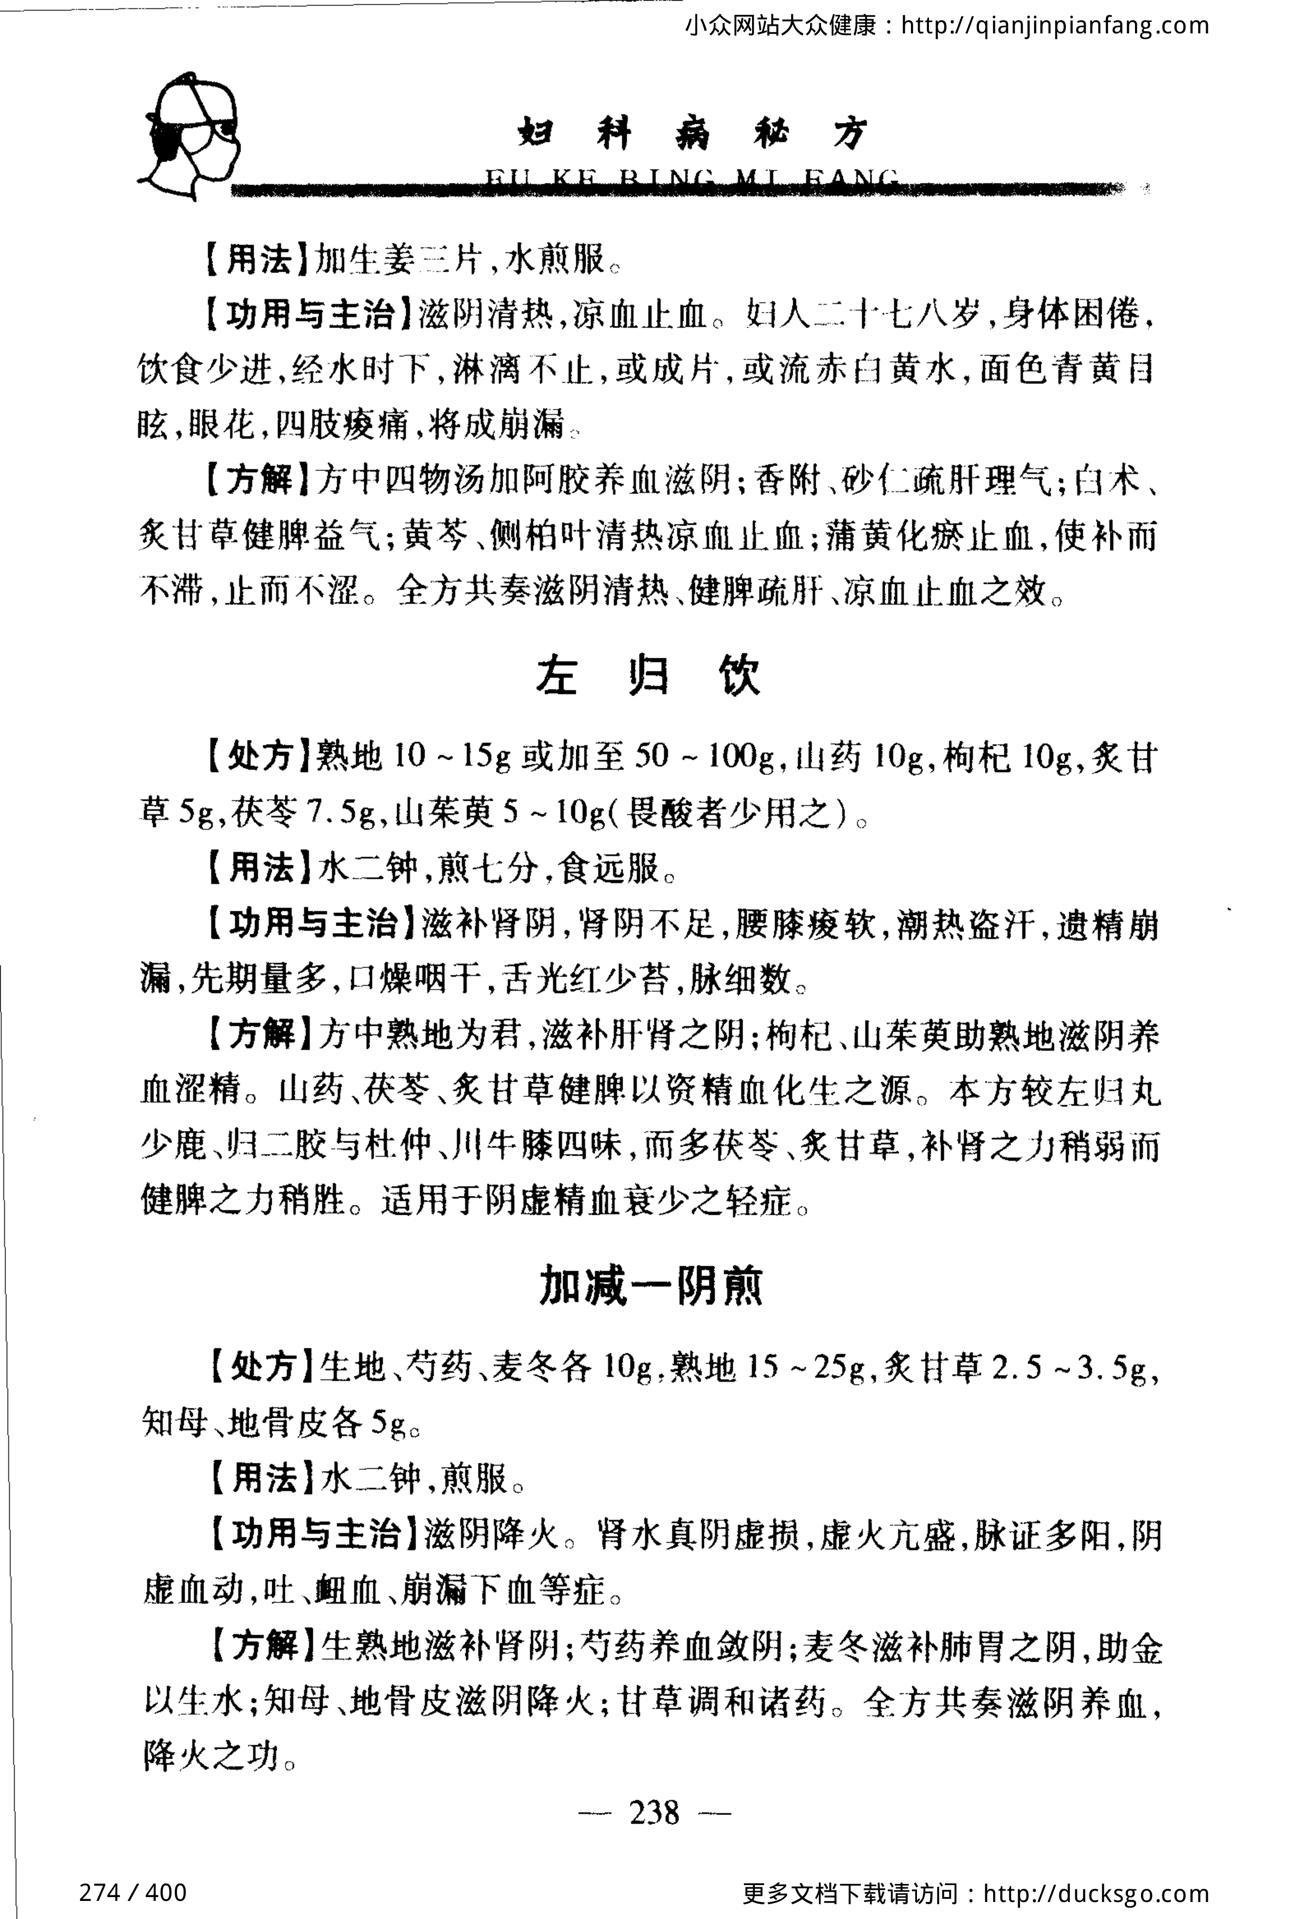 小众网站大众健康：http://qianjinpianfang.com
妇科病秘方
FU KE BING MI FANG
【用法】加生姜三片,水煎服。
【功用与主治】滋阴清热,凉血止血。妇人二十七八岁,身体困倦,
饮食少进,经水时下,淋漓不止,或成片,或流赤白黄水,面色青黄目
眩,眼花,四肢痠痛,将成崩漏。
【方解】方中四物汤加阿胶养血滋阴;香附、砂仁疏肝理气;白术、
炙甘草健脾益气;黄芩、侧柏叶清热凉血止血;蒲黄化瘀止血,使补而
不滞,止而不涩。全方共奏滋阴清热、健脾疏肝、凉血止血之效。
左归饮
【处方】熟地10~15g或加至50~100g,山药10g,枸杞10g,炙甘
草5g,茯苓7.5g,山茱萸5~10g(畏酸者少用之)。
【用法】水二钟,煎七分,食远服。
【功用与主治】滋补肾阴,肾阴不足,腰膝痠软,潮热盗汗,遗精崩
漏,先期量多,口燥咽干,舌光红少苔,脉细数。
【方解】方中熟地为君,滋补肝肾之阴;枸杞、山茱萸助熟地滋阴养
血涩精。山药、茯苓、炙甘草健脾以资精血化生之源。本方较左归丸
少鹿、归二胶与杜仲、川牛膝四味,而多茯苓、炙甘草,补肾之力稍弱而
健脾之力稍胜。适用于阴虚精血衰少之轻症。
加减一阴煎
【处方】生地、芍药、麦冬各10g,熟地15~25g,炙甘草2.5~3.5g,
知母、地骨皮各5g。
【用法】水二钟,煎服。
【功用与主治】滋阴降火。肾水真阴虚损,虚火亢盛,脉证多阳,阴
虚血动,吐、衄血、崩漏下血等症。
【方解】生熟地滋补肾阴;芍药养血敛阴;麦冬滋补肺胃之阴,助金
以生水;知母、地骨皮滋阴降火;甘草调和诸药。全方共奏滋阴养血,
降火之功。
— 238 —
274 / 400
更多文档下载请访问：http://ducksgo.com